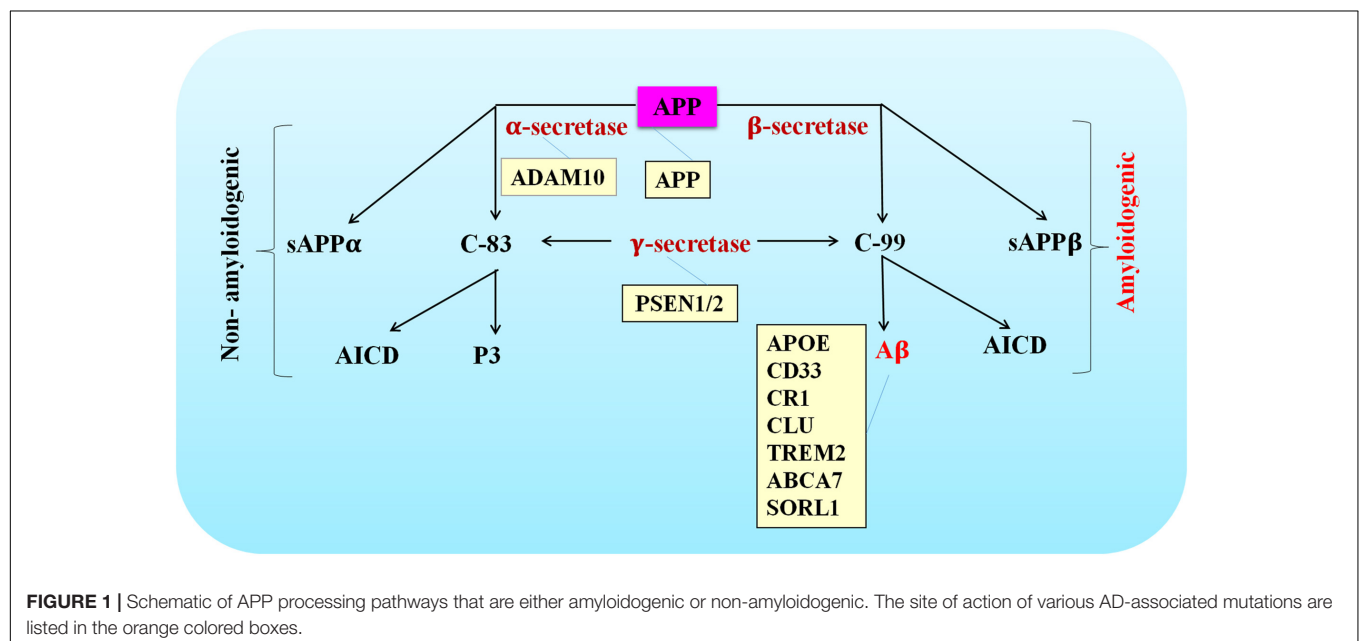 APP
α-secretase
β-secretase
ADAM10
APP
Non- amyloidogenic
Amyloidogenic
sAPPα
C-83
γ-secretase
C-99
sAPPβ
PSEN1/2
AICD
P3
APOE
CD33
CR1
CLU
TREM2
ABCA7
SORL1
Aβ
AICD
FIGURE 1 | Schematic of APP processing pathways that are either amyloidogenic or non-amyloidogenic. The site of action of various AD-associated mutations are
listed in the orange colored boxes.